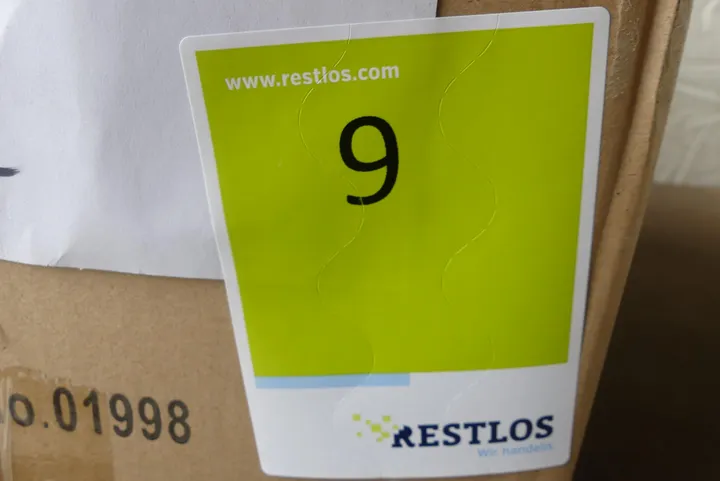 www.restlos.com
9
o.01998
RESTLOS
Wir. handeln.